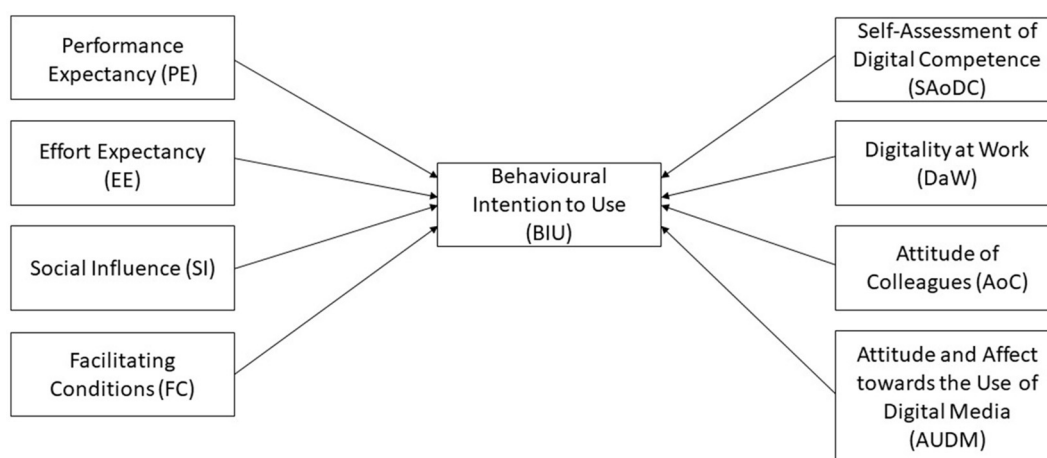 Performance
Expectancy (PE)
Effort Expectancy
(EE)
Social Influence (SI)
Facilitating
Conditions (FC)
Behavioural
Intention to Use
(BIU)
Self-Assessment of
Digital Competence
(SAoDC)
Digitality at Work
(DaW)
Attitude of
Colleagues (AoC)
Attitude and Affect
towards the Use of
Digital Media
(AUDM)